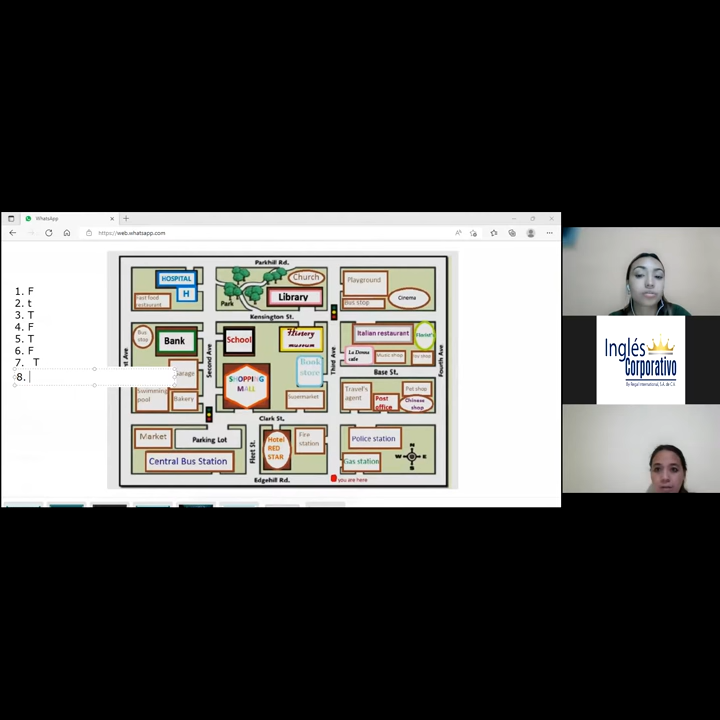 WhatsApp
https://web.whatsapp.com
1. F
2. t
3. T
4. F
5. T
6. F
7. T
8.
Parkhill Rd.
HOSPITAL
H
Fast food
restaurant
Park
Church
Library
Playground
Bus stop
Cinema
Kensington St.
Bus
stop
Bank
School
History
Museum
Italian restaurant
Florist's
La Donna
cafe
Music shop
Toy shop
Second Ave
Third Ave
Fourth Ave
Base St.
Garage
Swimming
pool
Bakery
SHOPPING
MALL
Book
store
Supermarket
Travel's
agent
Post
office
Pet shop
Chinese
shop
Clark St.
Market
Parking Lot
Central Bus Station
Fleet St.
Hotel
RED
STAR
Fire
station
Police station
Gas station
N
W
E
S
Edgehill Rd.
you are here
Inglés
Corporativo